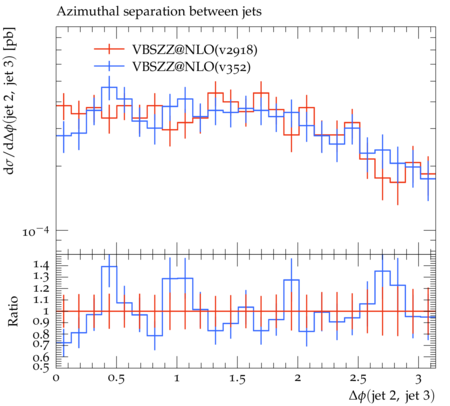 Azimuthal separation between jets
dσ/dΔϕ(jet 2, jet 3) [pb]
VBSZZ@NLO(v2918)
VBSZZ@NLO(v352)
10⁻⁴
Ratio
1.4
1.3
1.2
1.1
1
0.9
0.8
0.7
0.6
0.5
0 0.5 1 1.5 2 2.5 3
Δϕ(jet 2, jet 3)